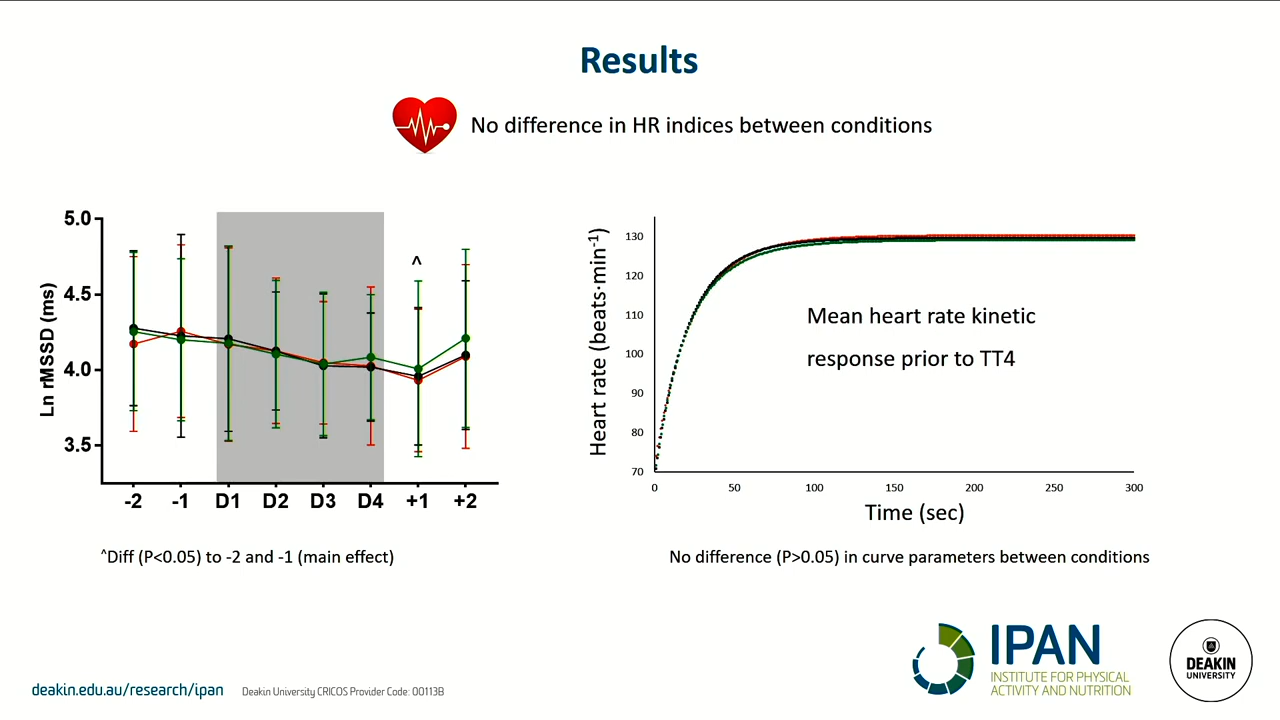 Results
No difference in HR indices between conditions
Ln rMSSD (ms)
5.0
4.5
4.0
3.5
^
-2 -1 D1 D2 D3 D4 +1 +2
^Diff (P<0.05) to -2 and -1 (main effect)
Heart rate (beats·min-1)
130
120
110
100
90
80
70
Mean heart rate kinetic
response prior to TT4
0 50 100 150 200 250 300
Time (sec)
No difference (P>0.05) in curve parameters between conditions
deakin.edu.au/research/ipan
Deakin University CRICOS Provider Code: 00113B
IPAN
INSTITUTE FOR PHYSICAL
ACTIVITY AND NUTRITION
DEAKIN
UNIVERSITY